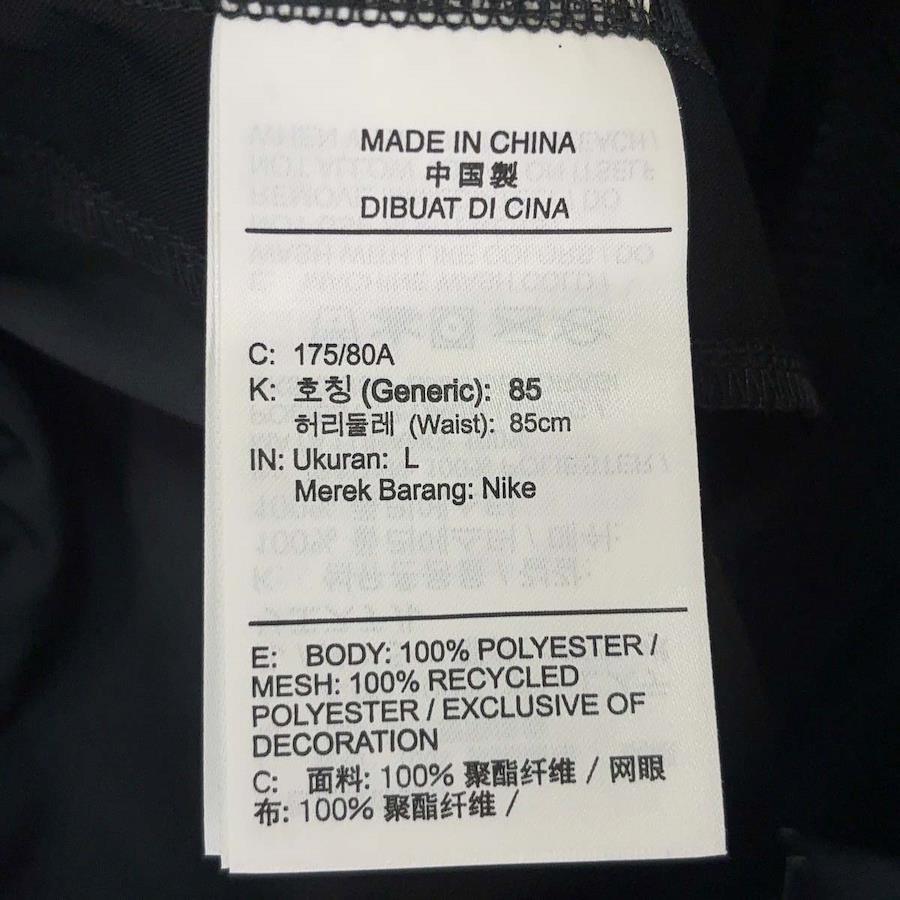 MADE IN CHINA
中国製
DIBUAT DI CINA
C: 175/80A
K: 호칭 (Generic): 85
허리둘레 (Waist): 85cm
IN: Ukuran: L
Merek Barang: Nike
E: BODY: 100% POLYESTER /
MESH: 100% RECYCLED
POLYESTER / EXCLUSIVE OF
DECORATION
C: 面料: 100% 聚酯纤维 / 网眼
布: 100% 聚酯纤维 /